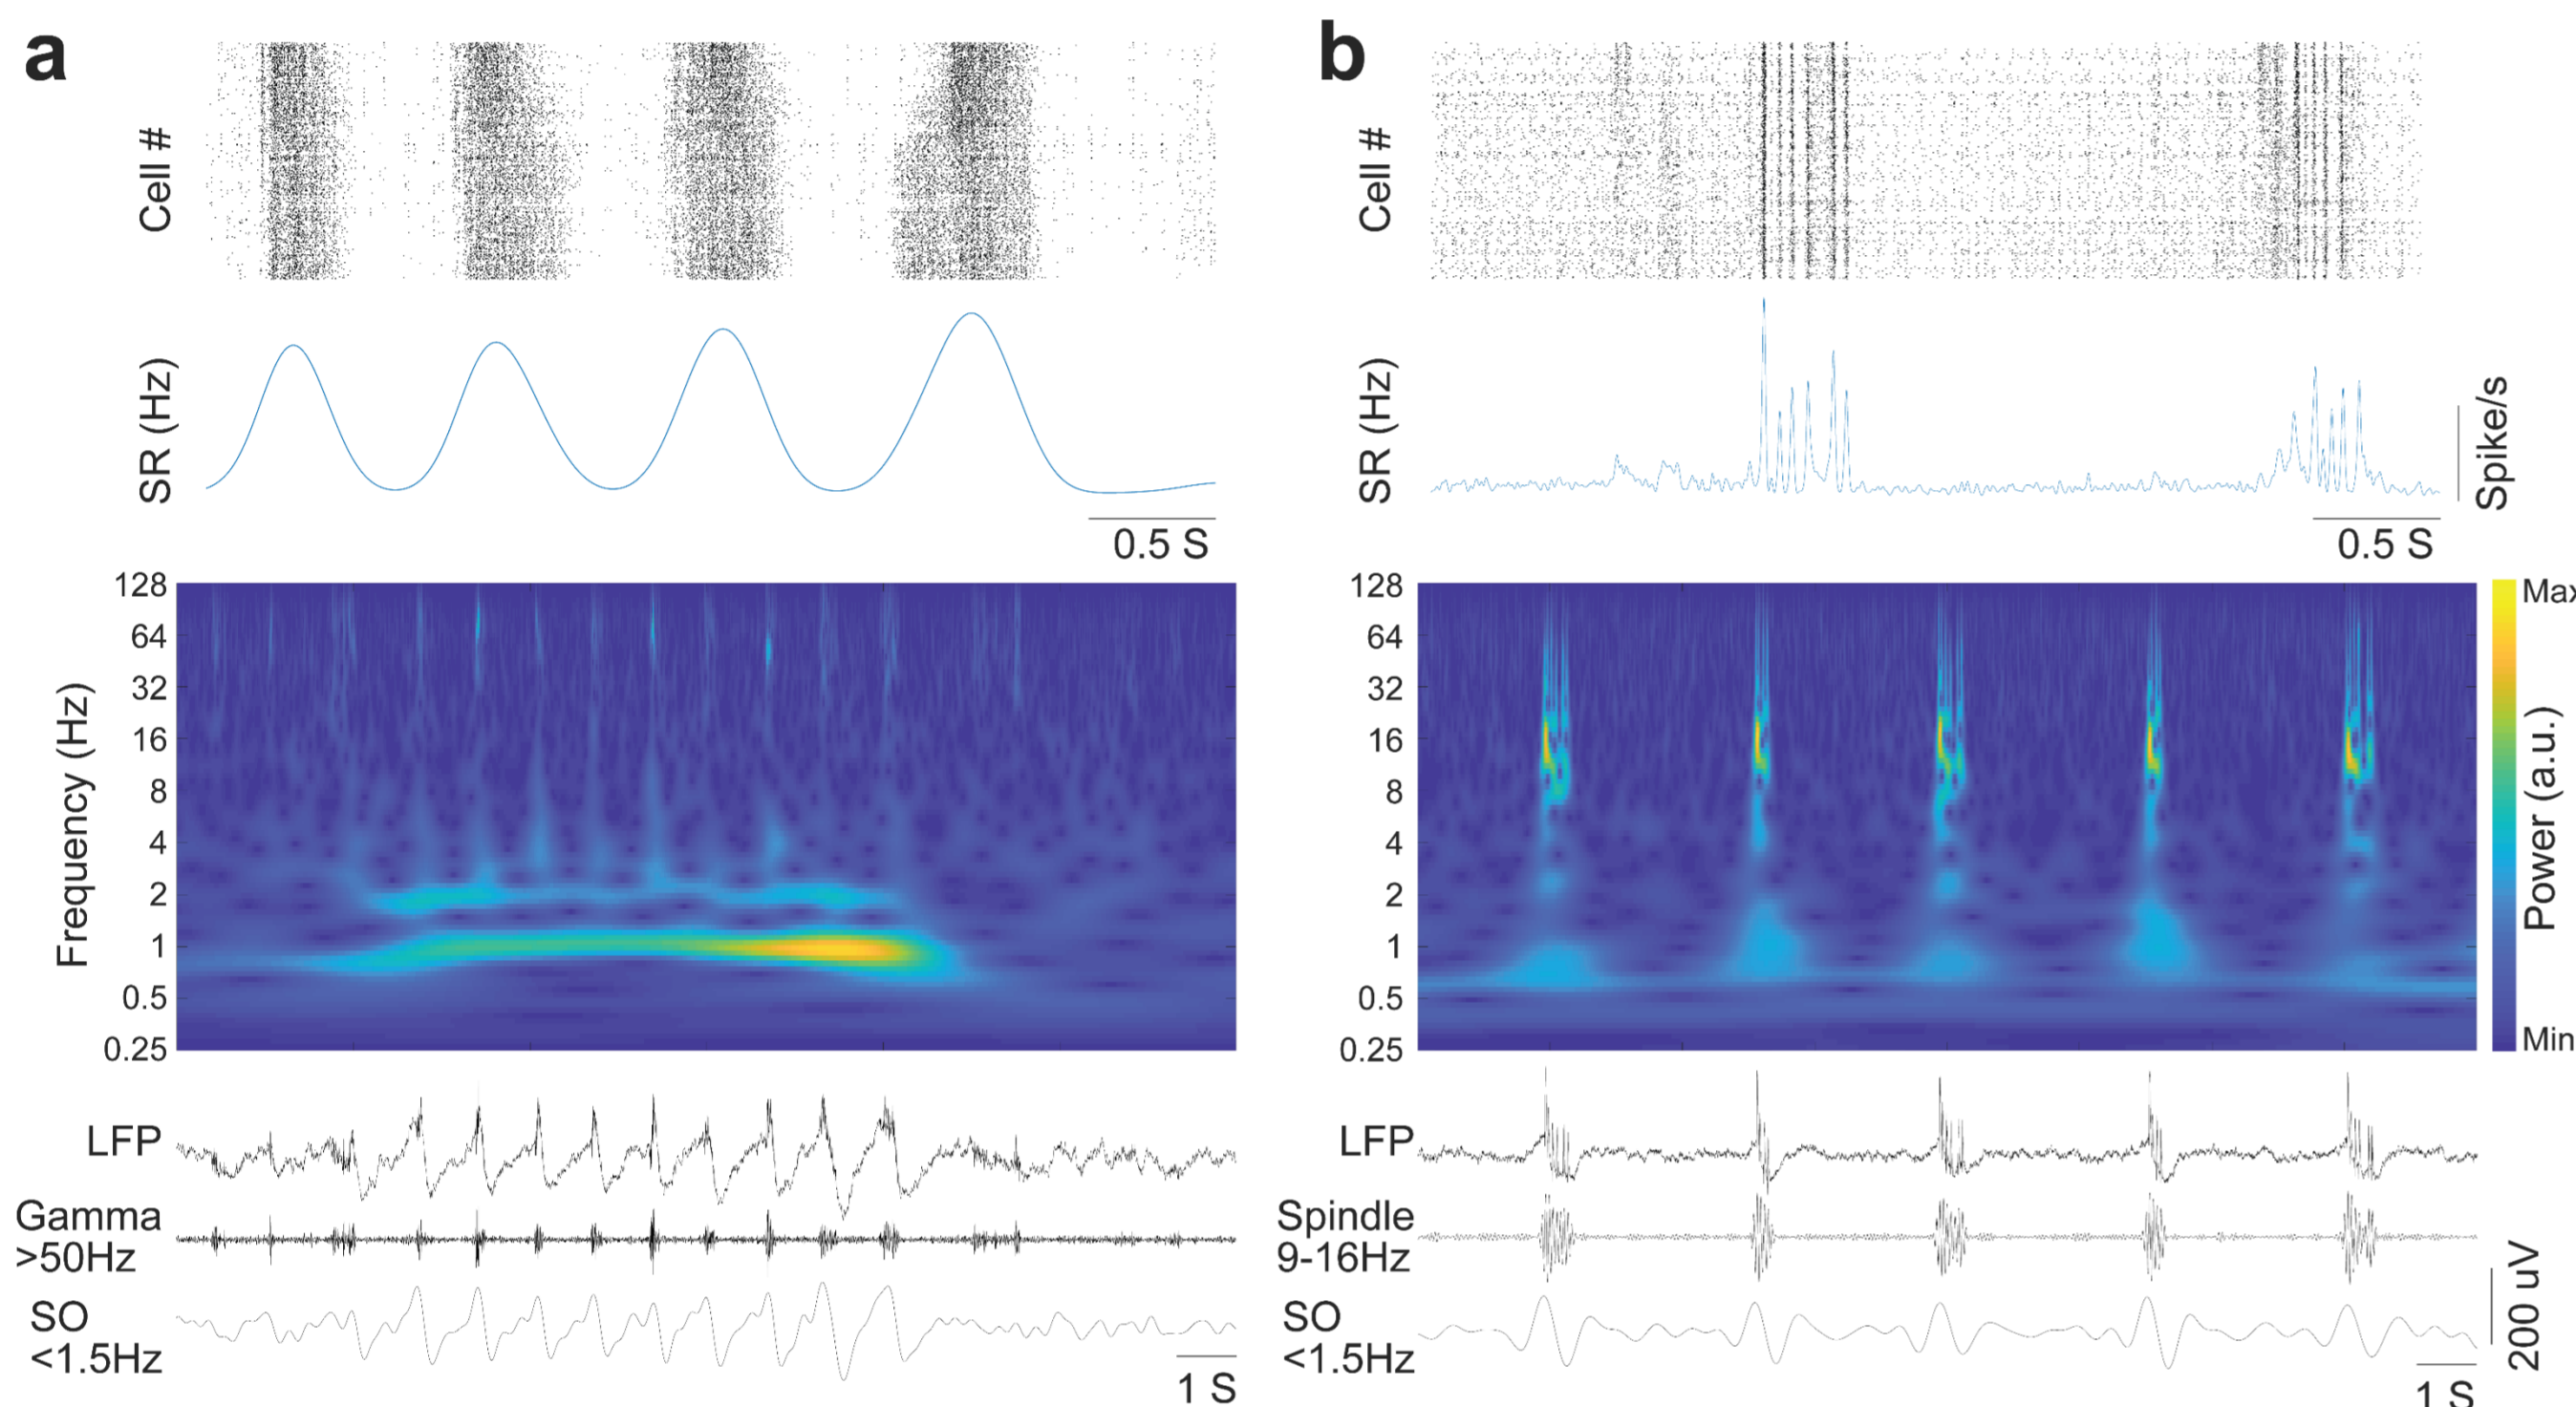 a
Cell #
SR (Hz)
0.5 S
128
64
32
16
8
4
2
1
0.5
0.25
Frequency (Hz)
LFP
Gamma
>50Hz
SO
<1.5Hz
1 S
b
Cell #
SR (Hz)
Spike/s
0.5 S
128
64
32
16
8
4
2
1
0.5
0.25
Max
Power (a.u.)
Min
LFP
Spindle
9-16Hz
SO
<1.5Hz
200 uV
1 S